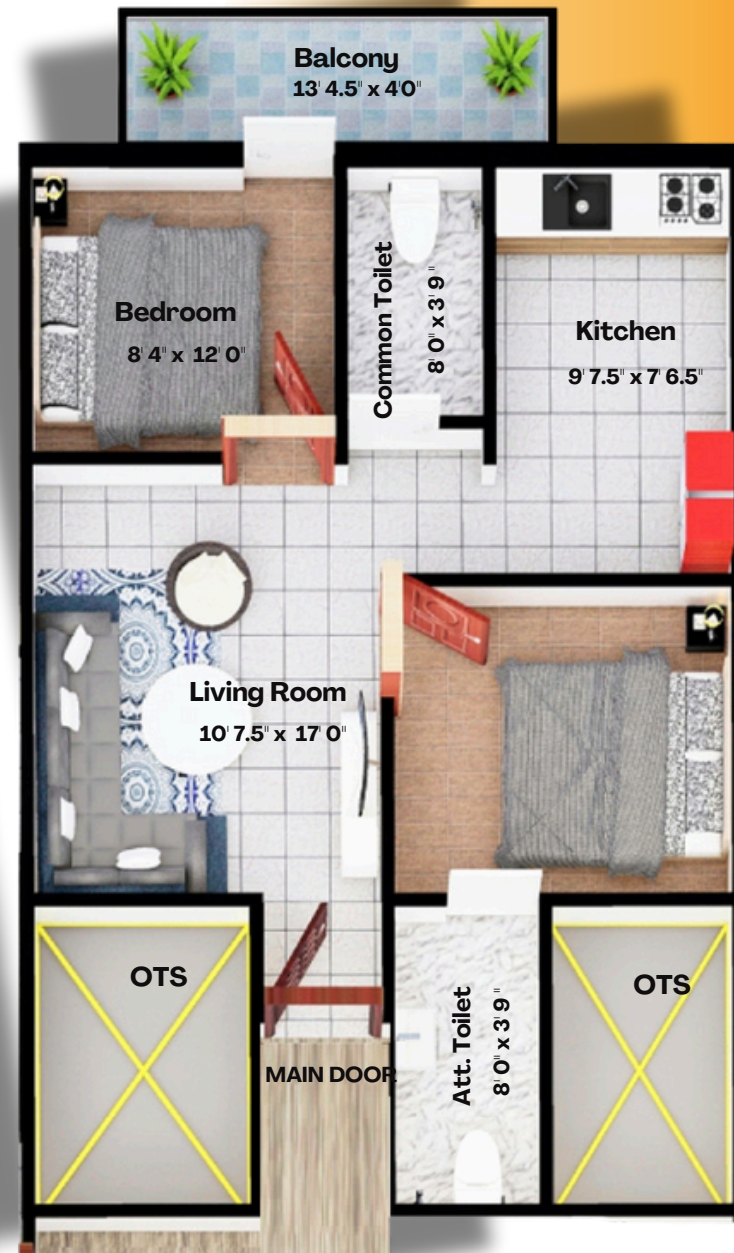 Balcony
13' 4.5" x 4'0"
Bedroom
8' 4" x 12' 0"
Common Toilet
8' 0" x 3' 9"
Kitchen
9' 7.5" x 7' 6.5"
Living Room
10' 7.5" x 17' 0"
OTS
OTS
MAIN DOOR
Att. Toilet
8' 0" x 3' 9"